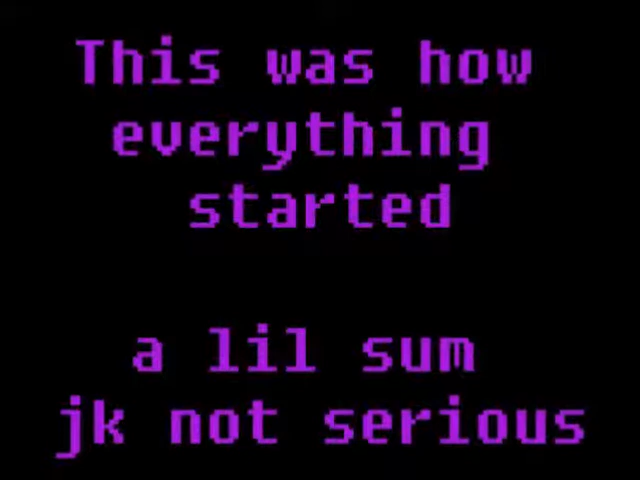 This was how
everything
started
a lil sum
jk not serious